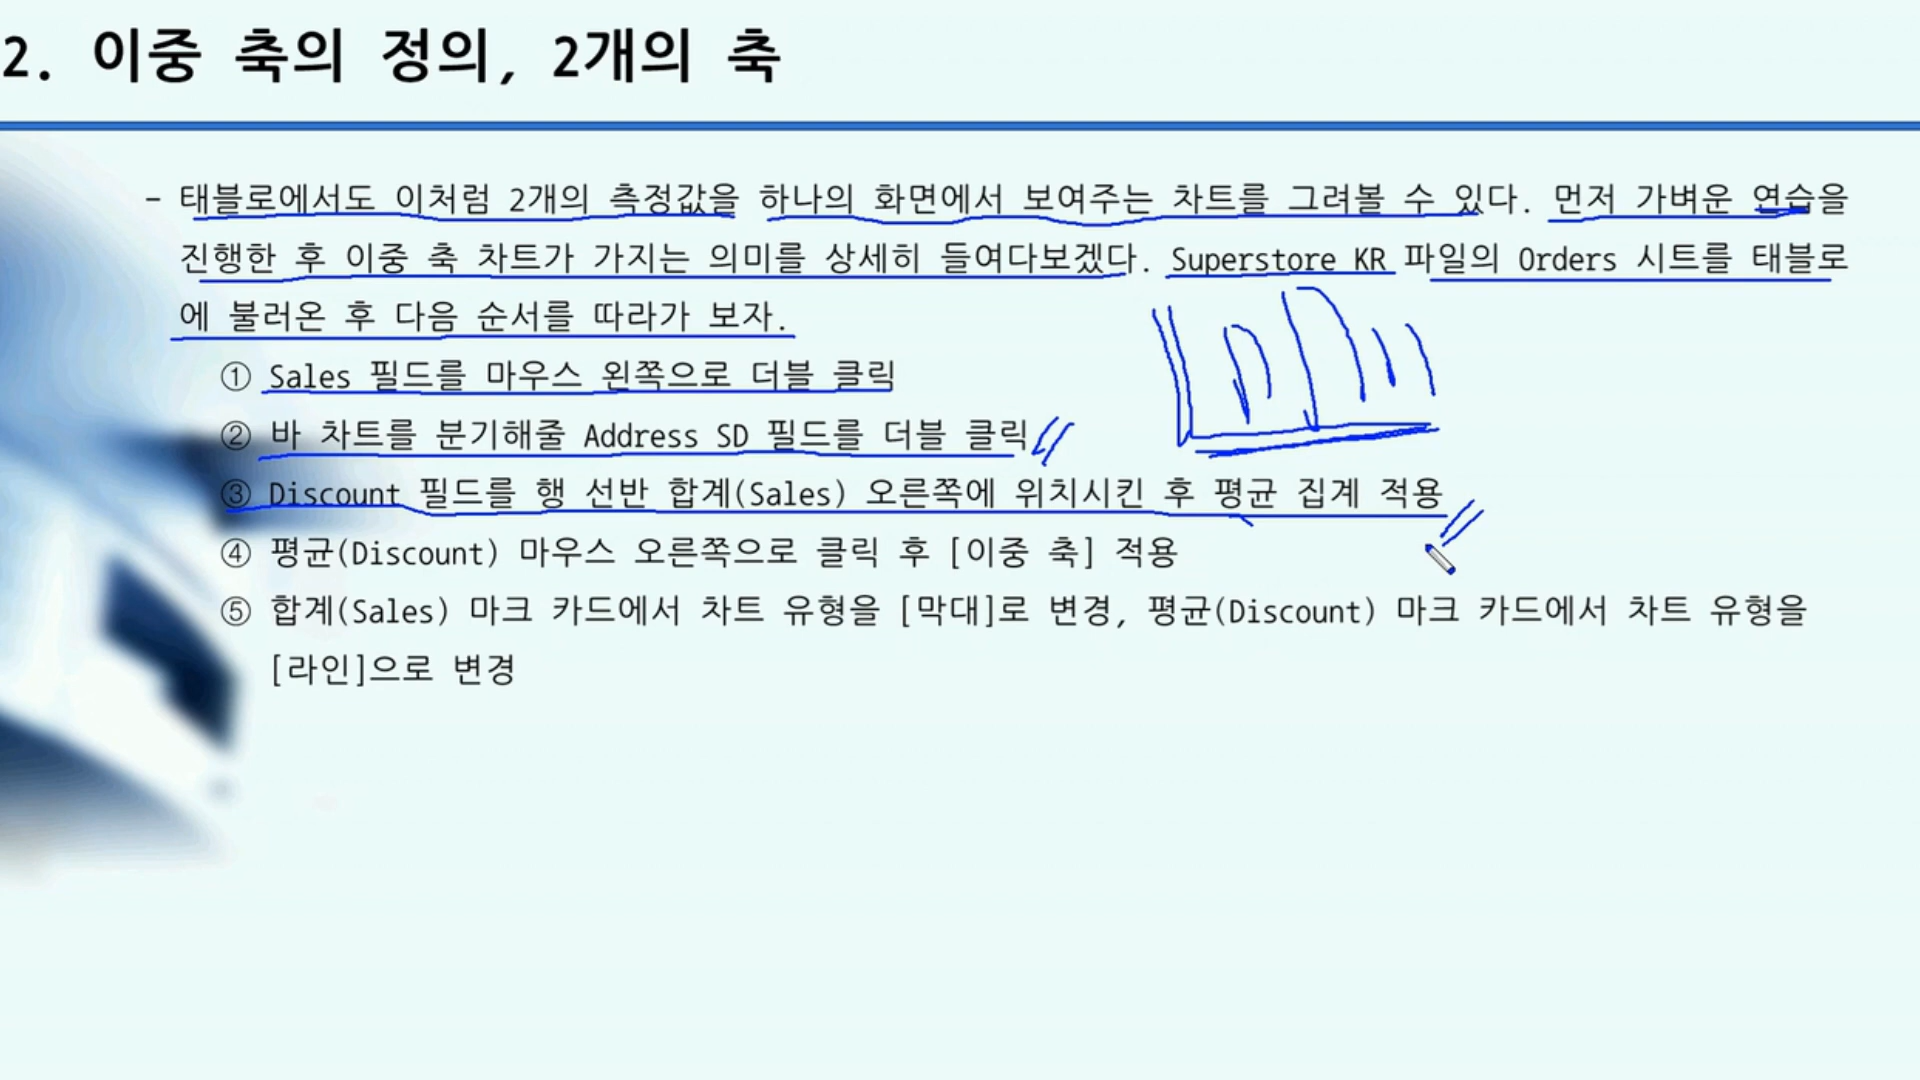 2. 이중 축의 정의, 2개의 축
- 태블로에서도 이처럼 2개의 측정값을 하나의 화면에서 보여주는 차트를 그려볼 수 있다. 먼저 가벼운 연습을
진행한 후 이중 축 차트가 가지는 의미를 상세히 들여다보겠다. Superstore KR 파일의 Orders 시트를 태블로
에 불러온 후 다음 순서를 따라가 보자.
① Sales 필드를 마우스 왼쪽으로 더블 클릭
② 바 차트를 분기해줄 Address SD 필드를 더블 클릭
③ Discount 필드를 행 선반 합계(Sales) 오른쪽에 위치시킨 후 평균 집계 적용
④ 평균(Discount) 마우스 오른쪽으로 클릭 후 [이중 축] 적용
⑤ 합계(Sales) 마크 카드에서 차트 유형을 [막대]로 변경, 평균(Discount) 마크 카드에서 차트 유형을
[라인]으로 변경